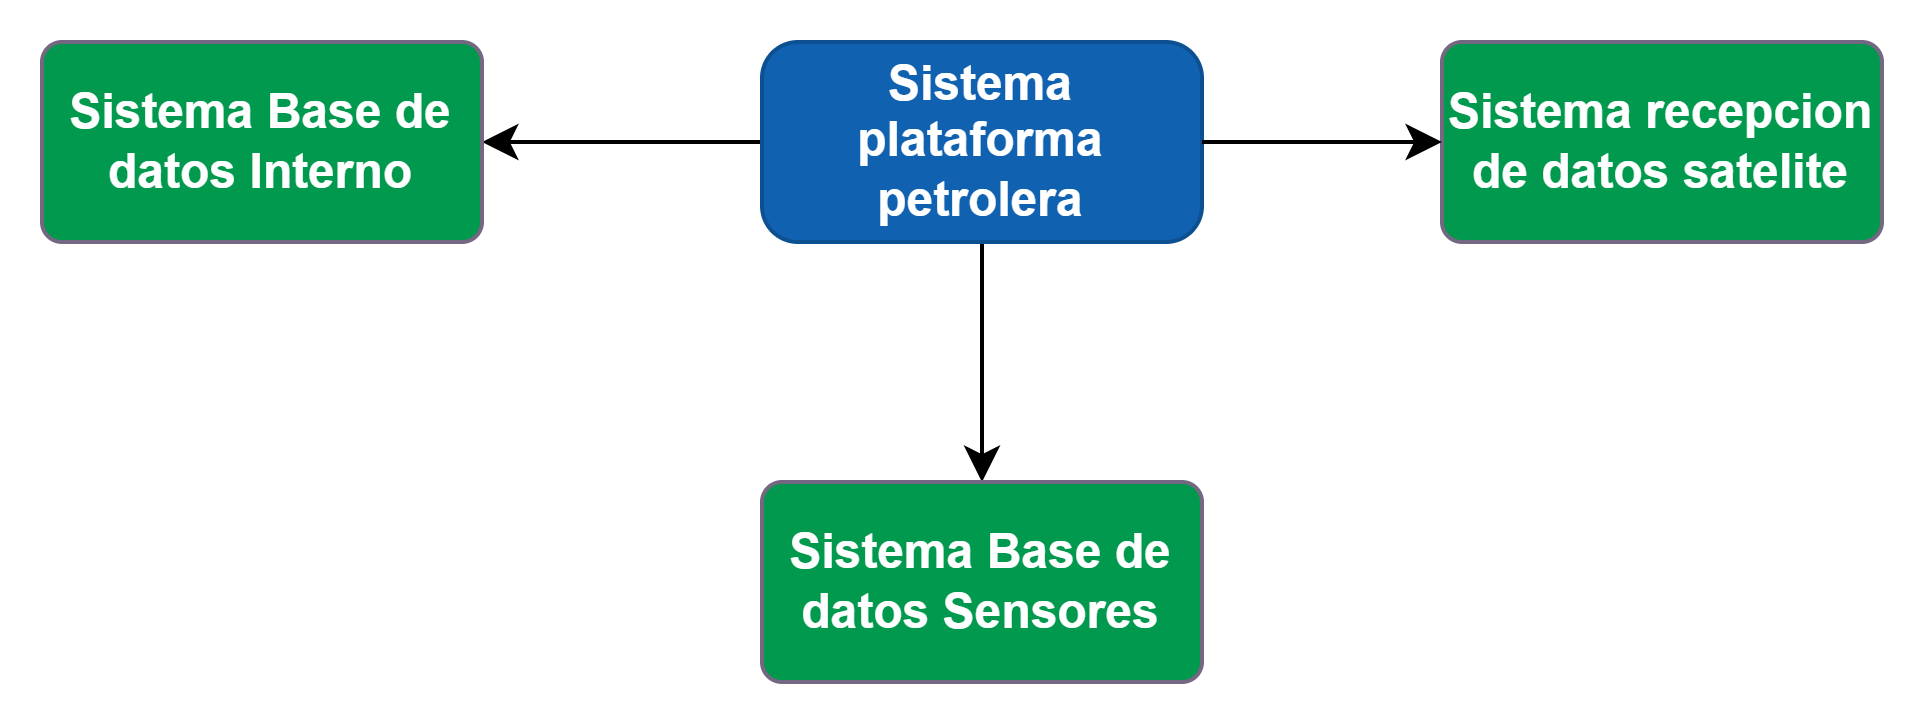 Sistema Base de
datos Interno
Sistema
plataforma
petrolera
Sistema recepcion
de datos satelite
Sistema Base de
datos Sensores